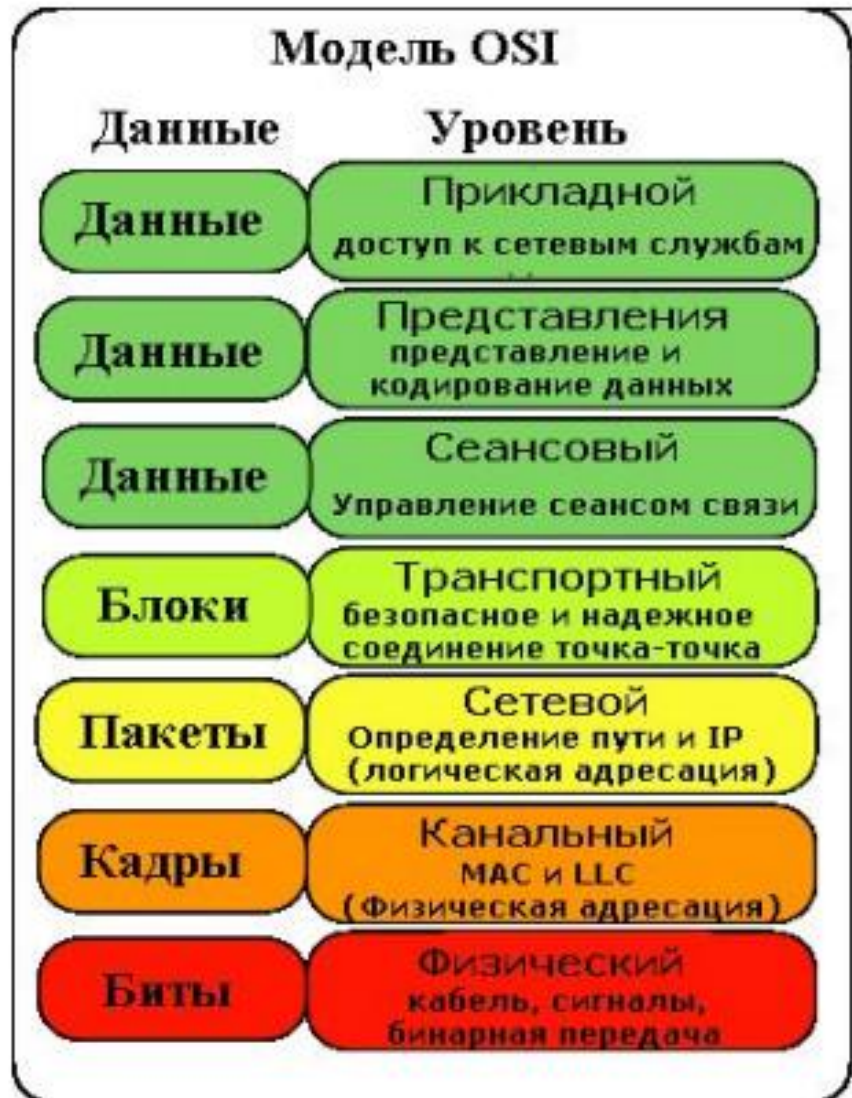 Модель OSI
Данные Уровень
Данные
Прикладной
доступ к сетевым службам
Данные
Представления
представление и
кодирование данных
Данные
Сеансовый
Управление сеансом связи
Блоки
Транспортный
безопасное и надежное
соединение точка-точка
Пакеты
Сетевой
Определение пути и IP
(логическая адресация)
Кадры
Канальный
MAC и LLC
(Физическая адресация)
Биты
Физический
кабель, сигналы,
бинарная передача